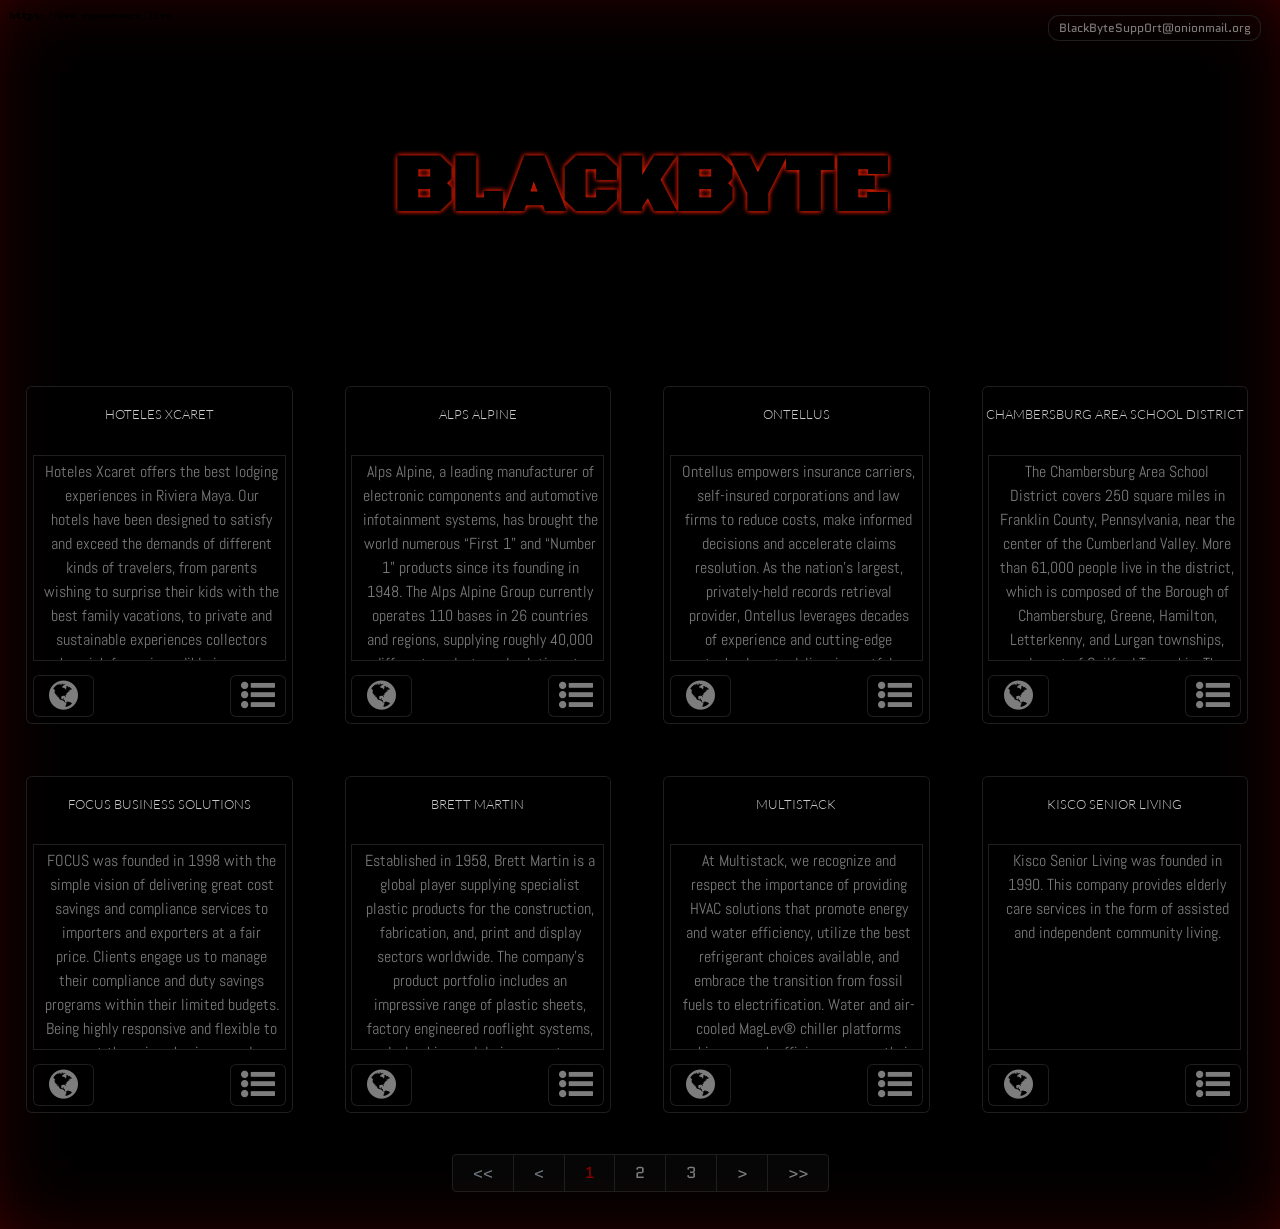 BlackByteSupp0rt@onionmail.org
BLACKBYTE
HOTELES XCARET
Hoteles Xcaret offers the best lodging
experiences in Riviera Maya. Our
hotels have been designed to satisfy
and exceed the demands of different
kinds of travelers, from parents
wishing to surprise their kids with the
best family vacations, to private and
sustainable experiences collectors
ALPS ALPINE
Alps Alpine, a leading manufacturer of
electronic components and automotive
infotainment systems, has brought the
world numerous “First 1” and “Number
1” products since its founding in
1948. The Alps Alpine Group currently
operates 110 bases in 26 countries
and regions, supplying roughly 40,000
ONTELLUS
Ontellus empowers insurance carriers,
self-insured corporations and law
firms to reduce costs, make informed
decisions and accelerate claims
resolution. As the nation’s largest,
privately-held records retrieval
provider, Ontellus leverages decades
of experience and cutting-edge
CHAMBERSBURG AREA SCHOOL DISTRICT
The Chambersburg Area School
District covers 250 square miles in
Franklin County, Pennsylvania, near the
center of the Cumberland Valley. More
than 61,000 people live in the district,
which is composed of the Borough of
Chambersburg, Greene, Hamilton,
Letterkenny, and Lurgan townships,
FOCUS BUSINESS SOLUTIONS
FOCUS was founded in 1998 with the
simple vision of delivering great cost
savings and compliance services to
importers and exporters at a fair
price. Clients engage us to manage
their compliance and duty savings
programs within their limited budgets.
Being highly responsive and flexible to
BRETT MARTIN
Established in 1958, Brett Martin is a
global player supplying specialist
plastic products for the construction,
fabrication, and, print and display
sectors worldwide. The company's
product portfolio includes an
impressive range of plastic sheets,
factory engineered rooflight systems,
MULTISTACK
At Multistack, we recognize and
respect the importance of providing
HVAC solutions that promote energy
and water efficiency, utilize the best
refrigerant choices available, and
embrace the transition from fossil
fuels to electrification. Water and air-
cooled MagLev® chiller platforms
KISCO SENIOR LIVING
Kisco Senior Living was founded in
1990. This company provides elderly
care services in the form of assisted
and independent community living.
<< < 1 2 3 > >>